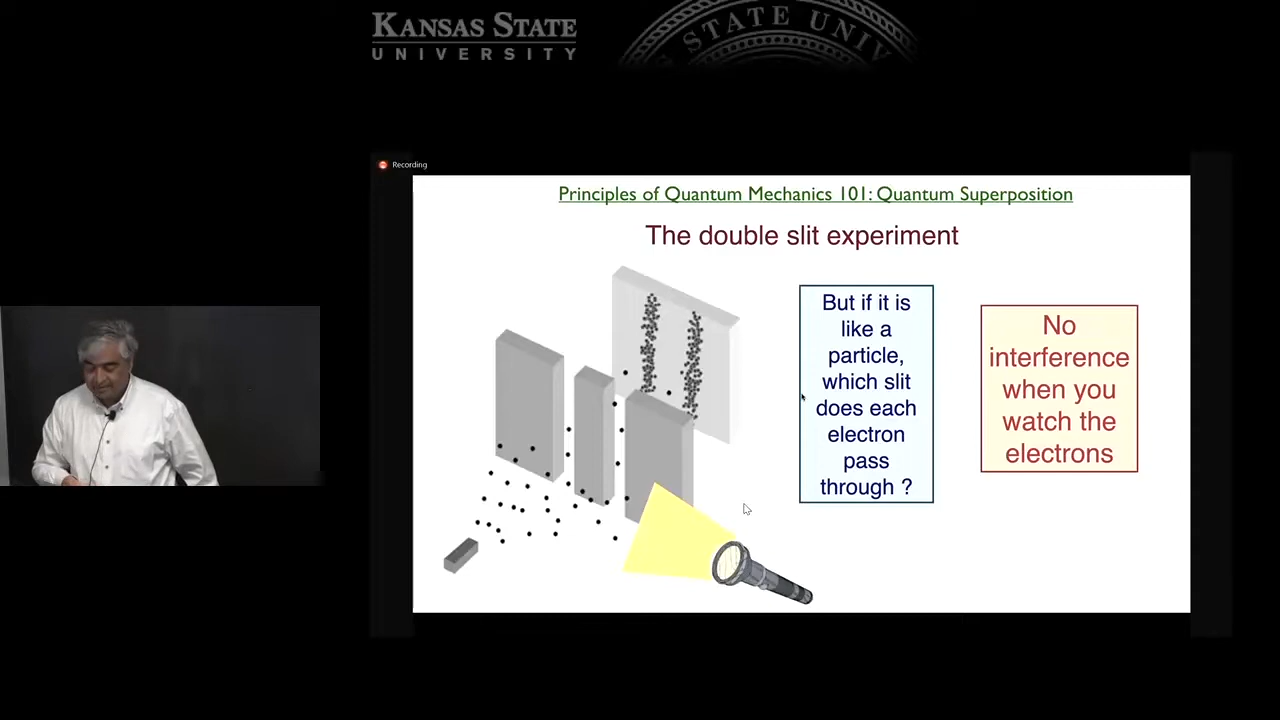 KANSAS STATE
UNIVERSITY
STATE UNIV
Recording
Principles of Quantum Mechanics 101: Quantum Superposition
The double slit experiment
But if it is
like a
particle,
which slit
does each
electron
pass
through ?
No
interference
when you
watch the
electrons